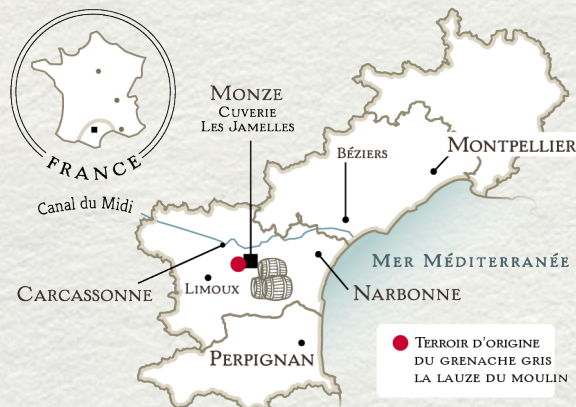 FRANCE
MONZE
CUVERIE
LES JAMELLES
BÉZIERS
MONTPELLIER
Canal du Midi
MER MÉDITERRANÉE
CARCASSONNE
LIMOUX
NARBONNE
PERPIGNAN
TERROIR D'ORIGINE
DU GRENACHE GRIS
LA LAUZE DU MOULIN